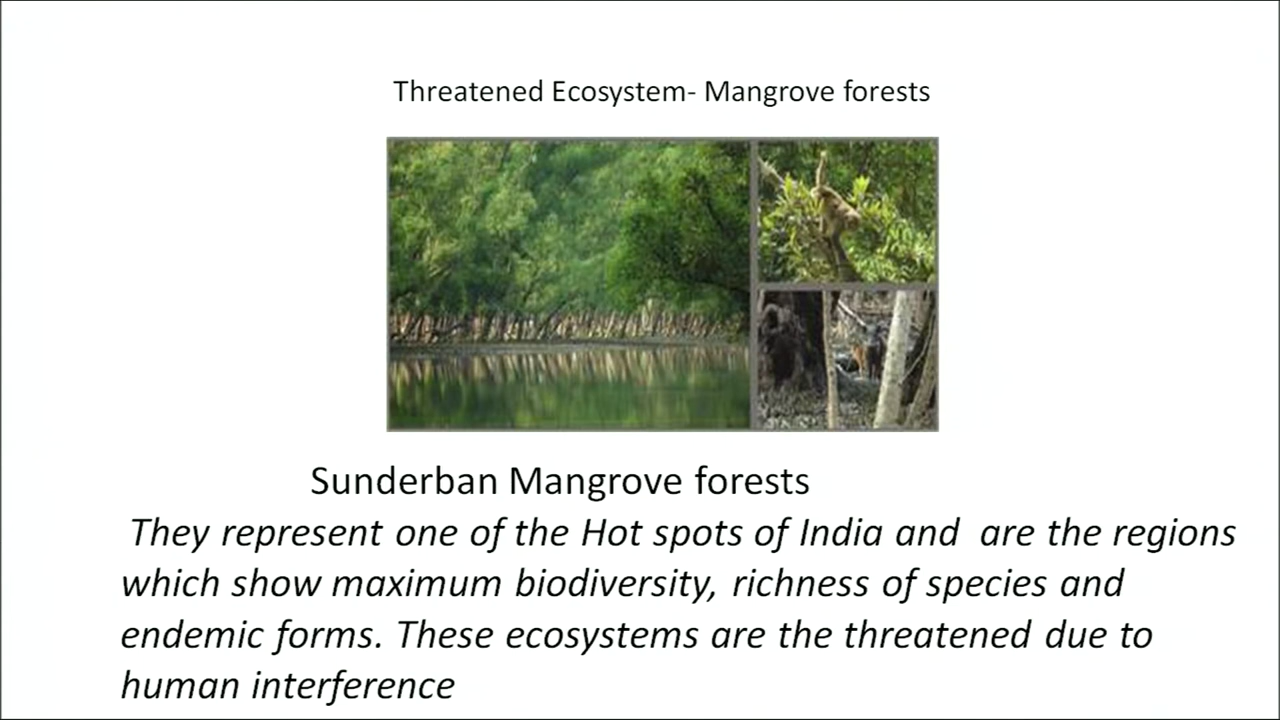 Threatened Ecosystem- Mangrove forests
Sunderban Mangrove forests
They represent one of the Hot spots of India and  are the regions
which show maximum biodiversity, richness of species and
endemic forms. These ecosystems are the threatened due to
human interference